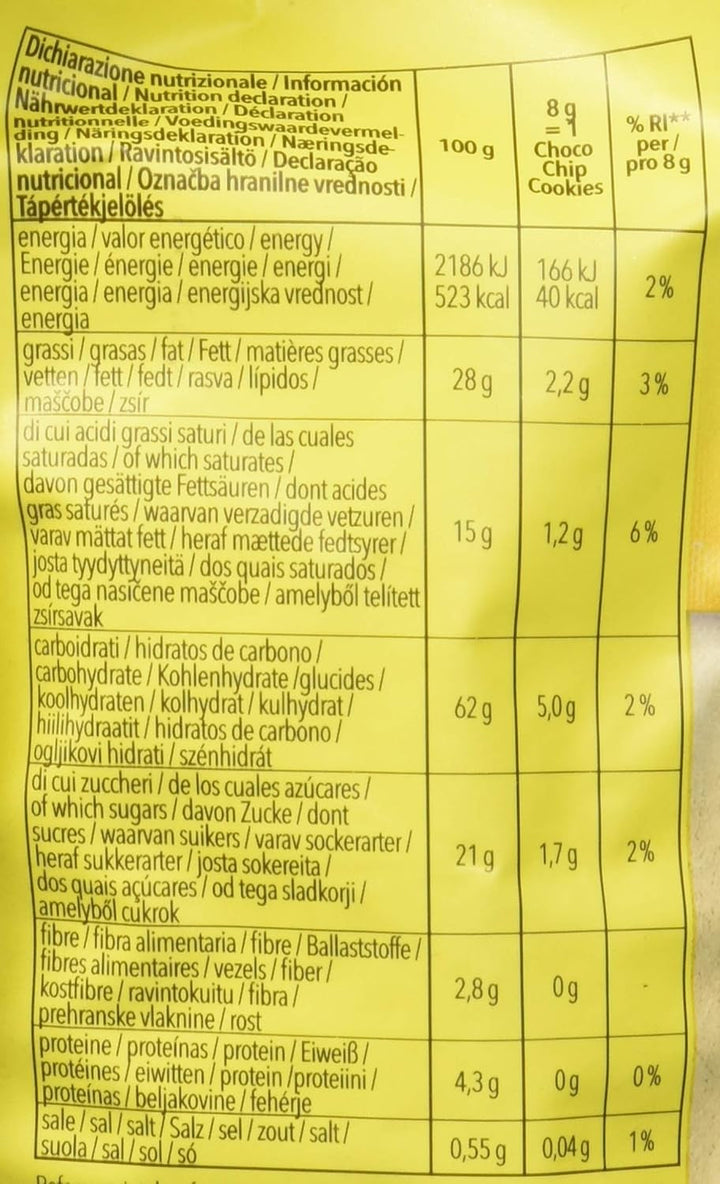 Dichiarazione nutrizionale / Información
nutricional / Nutrition declaration /
Nährwertdeklaration / Déclaration
nutritionnelle / Voedingswaardevermel-
ding / Näringsdeklaration / Næringsde-
klaration / Ravintosisältö / Declaração
nutricional / Označba hranilne vrednosti /
Tápértékjelölés
100 g
8 g
= 1
Choco
Chip
Cookies
% RI**
per /
pro 8 g
energia / valor energético / energy /
Energie / énergie / energie / energi /
energia / energia / energijska vrednost /
energia
2186 kJ
523 kcal
166 kJ
40 kcal
2%
grassi / grasas / fat / Fett / matières grasses /
vetten / fett / fedt / rasva / lípidos /
maščobe / zsír
28 g
2,2 g
3%
di cui acidi grassi saturi / de las cuales
saturadas / of which saturates /
davon gesättigte Fettsäuren / dont acides
gras saturés / waarvan verzadigde vetzuren /
varav mättat fett / heraf mættede fedtsyrer /
josta tyydyttyneitä / dos quais saturados /
od tega nasičene maščobe / amelyből telített
zsírsavak
15 g
1,2 g
6%
carboidrati / hidratos de carbono /
carbohydrate / Kohlenhydrate /glucides /
koolhydraten / kolhydrat / kulhydrat /
hiilihydraatit / hidratos de carbono /
ogljikovi hidrati / szénhidrát
62 g
5,0 g
2%
di cui zuccheri / de los cuales azúcares /
of which sugars / davon Zucke / dont
sucres / waarvan suikers / varav sockerarter /
heraf sukkerarter / josta sokereita /
dos quais açúcares / od tega sladkorji /
amelyből cukrok
21 g
1,7 g
2%
fibre / fibra alimentaria / fibre / Ballaststoffe /
fibres alimentaires / vezels / fiber /
kostfibre / ravintokuitu / fibra /
prehranske vlaknine / rost
2,8 g
0 g
-
proteine / proteínas / protein / Eiweiß /
protéines / eiwitten / protein /proteiini /
proteínas / beljakovine / fehérje
4,3 g
0 g
0%
sale / sal / salt / Salz / sel / zout / salt /
suola / sal / sol / só
0,55 g
0,04 g
1%